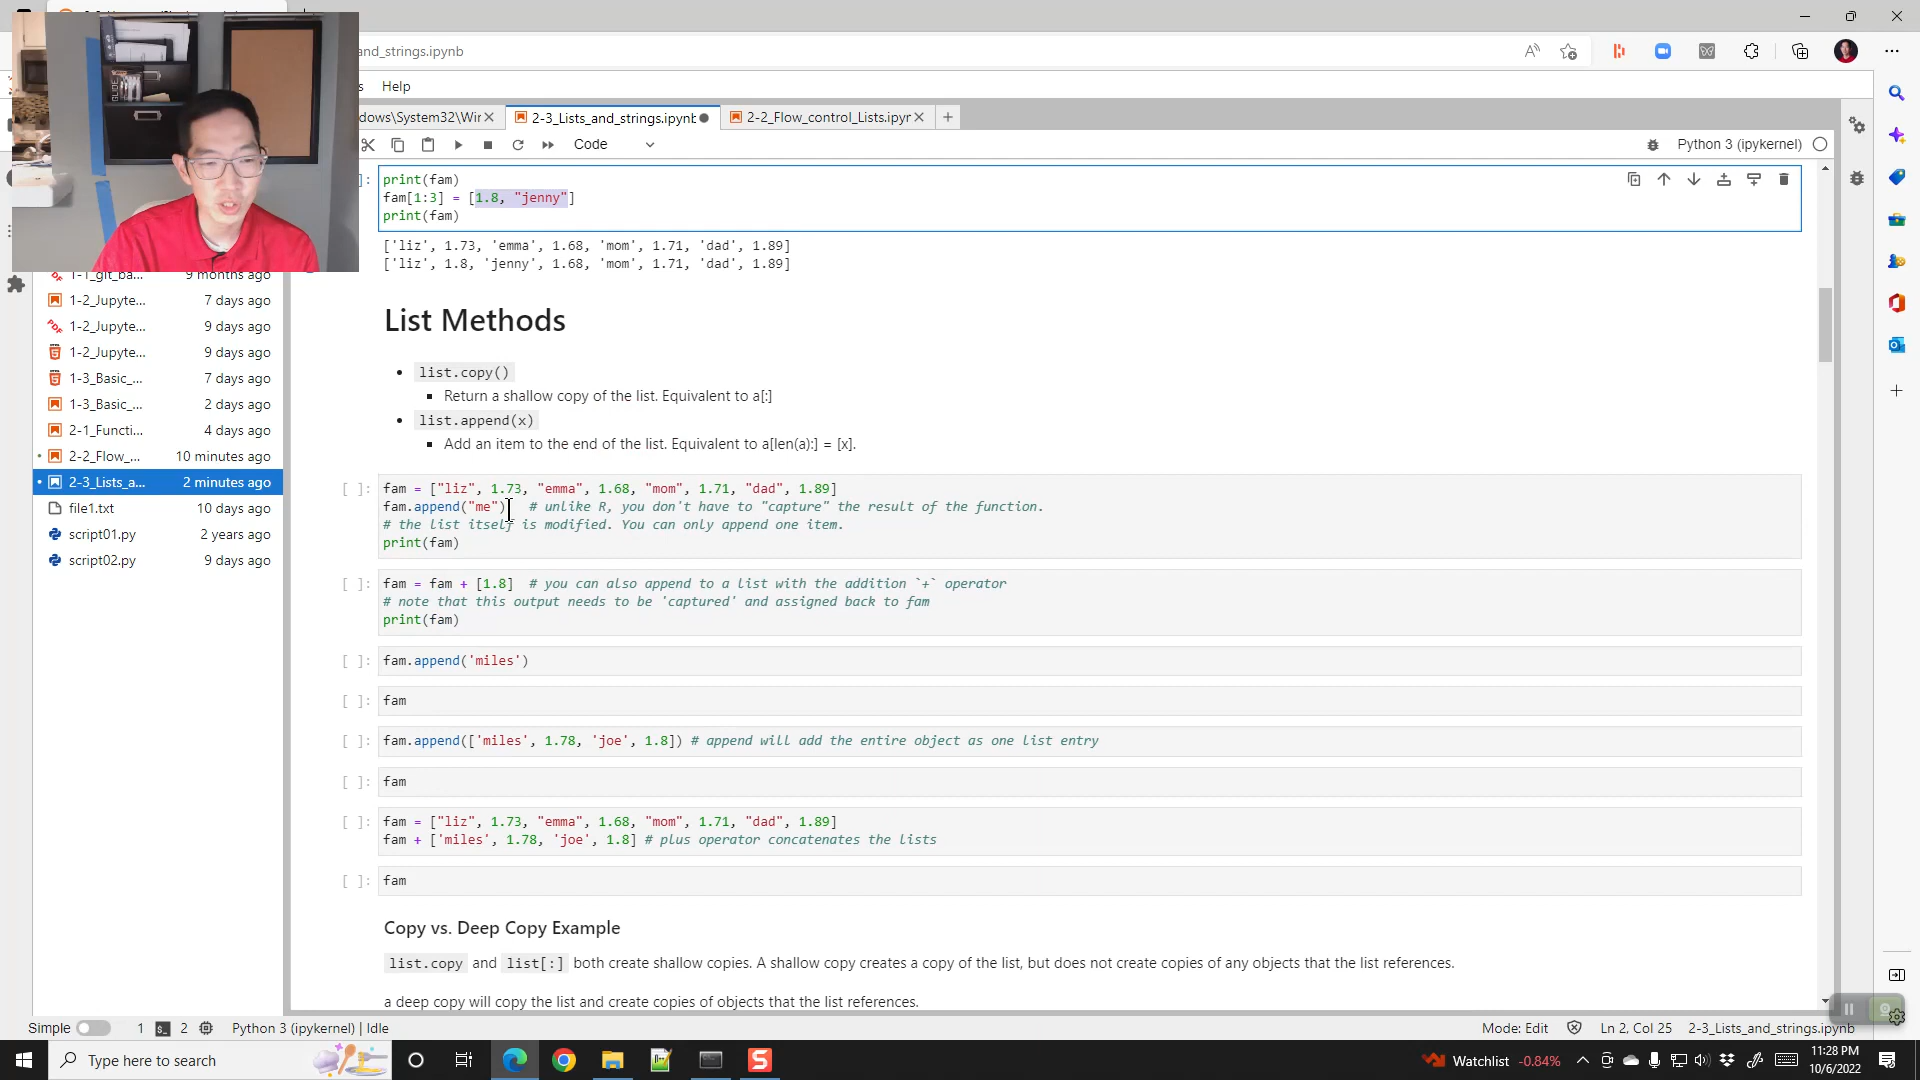 and_strings.ipynb
Help
dows\System32\Wir
2-3_Lists_and_strings.ipynb
2-2_Flow_control_Lists.ipyr
Code
Python 3 (ipykernel)
]:
print(fam)
fam[1:3] = [1.8, "jenny"]
print(fam)
['liz', 1.73, 'emma', 1.68, 'mom', 1.71, 'dad', 1.89]
['liz', 1.8, 'jenny', 1.68, 'mom', 1.71, 'dad', 1.89]
1-1_git_ba... 9 months ago
1-2_Jupyte... 7 days ago
1-2_Jupyte... 9 days ago
1-2_Jupyte... 9 days ago
1-3_Basic_... 7 days ago
1-3_Basic_... 2 days ago
2-1_Functi... 4 days ago
2-2_Flow_... 10 minutes ago
2-3_Lists_a... 2 minutes ago
file1.txt 10 days ago
script01.py 2 years ago
script02.py 9 days ago
List Methods
list.copy()
Return a shallow copy of the list. Equivalent to a[:]
list.append(x)
Add an item to the end of the list. Equivalent to a[len(a):] = [x].
[ ]: fam = ["liz", 1.73, "emma", 1.68, "mom", 1.71, "dad", 1.89]
fam.append("me") # unlike R, you don't have to "capture" the result of the function.
# the list itself is modified. You can only append one item.
print(fam)
[ ]: fam = fam + [1.8] # you can also append to a list with the addition `+` operator
# note that this output needs to be 'captured' and assigned back to fam
print(fam)
[ ]: fam.append('miles')
[ ]: fam
[ ]: fam.append(['miles', 1.78, 'joe', 1.8]) # append will add the entire object as one list entry
[ ]: fam
[ ]: fam = ["liz", 1.73, "emma", 1.68, "mom", 1.71, "dad", 1.89]
fam + ['miles', 1.78, 'joe', 1.8] # plus operator concatenates the lists
[ ]: fam
Copy vs. Deep Copy Example
list.copy and list[:] both create shallow copies. A shallow copy creates a copy of the list, but does not create copies of any objects that the list references.
a deep copy will copy the list and create copies of objects that the list references.
Simple 1 2 Python 3 (ipykernel) | Idle
Mode: Edit Ln 2, Col 25 2-3_Lists_and_strings.ipynb
Type here to search
Watchlist -0.84%
11:28 PM
10/6/2022